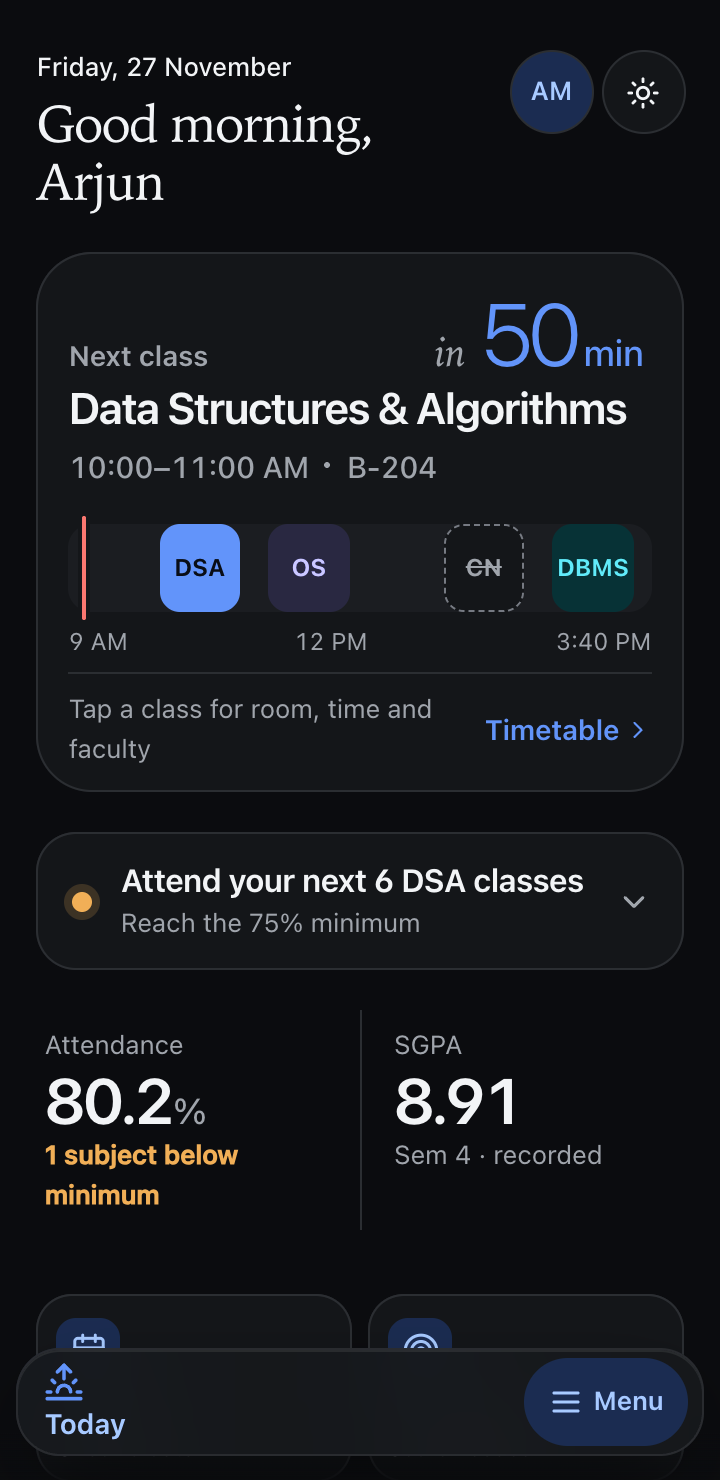 Friday, 27 November
AM
Good morning,
Arjun
Next class
in 50 min
Data Structures & Algorithms
10:00–11:00 AM • B-204
DSA
OS
CN
DBMS
9 AM
12 PM
3:40 PM
Tap a class for room, time and
faculty
Timetable
Attend your next 6 DSA classes
Reach the 75% minimum
Attendance
80.2%
1 subject below
minimum
SGPA
8.91
Sem 4 · recorded
Today
Menu